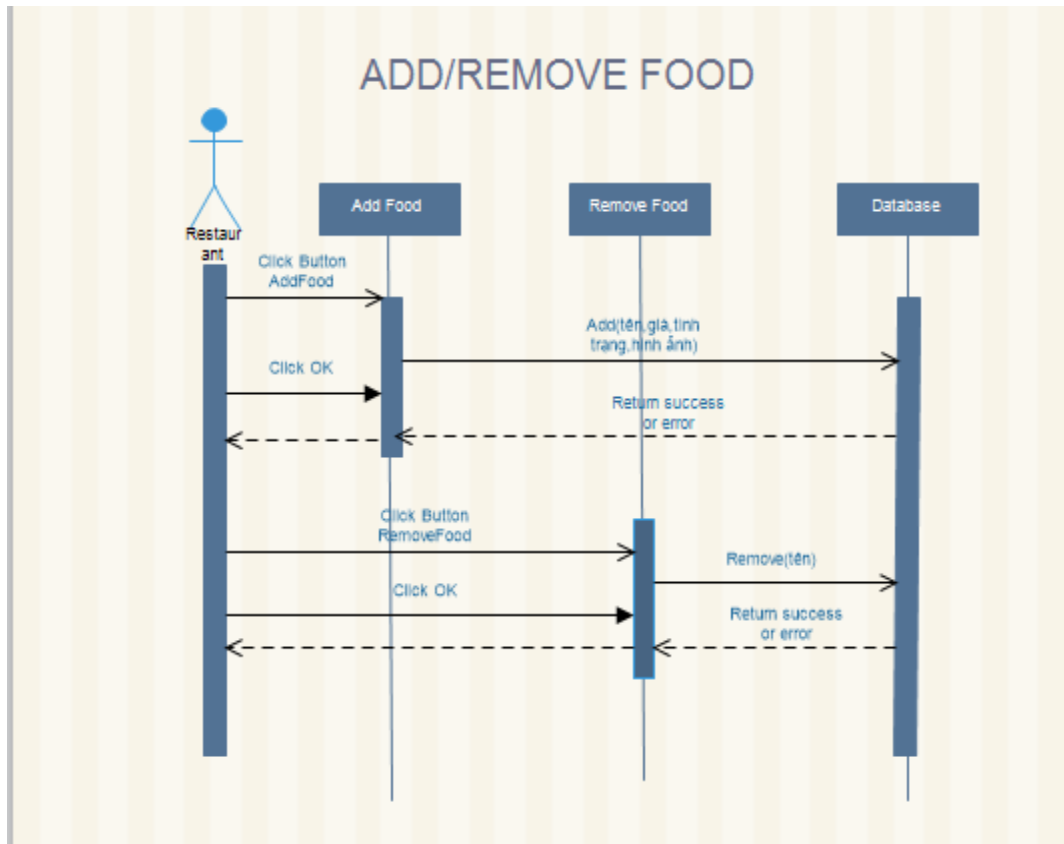 ADD/REMOVE FOOD
Restaur
ant
Add Food
Remove Food
Database
Click Button
AddFood
Add(tên,giá,tình
trạng,hình ảnh)
Click OK
Return success
or error
Click Button
RemoveFood
Remove(tên)
Click OK
Return success
or error